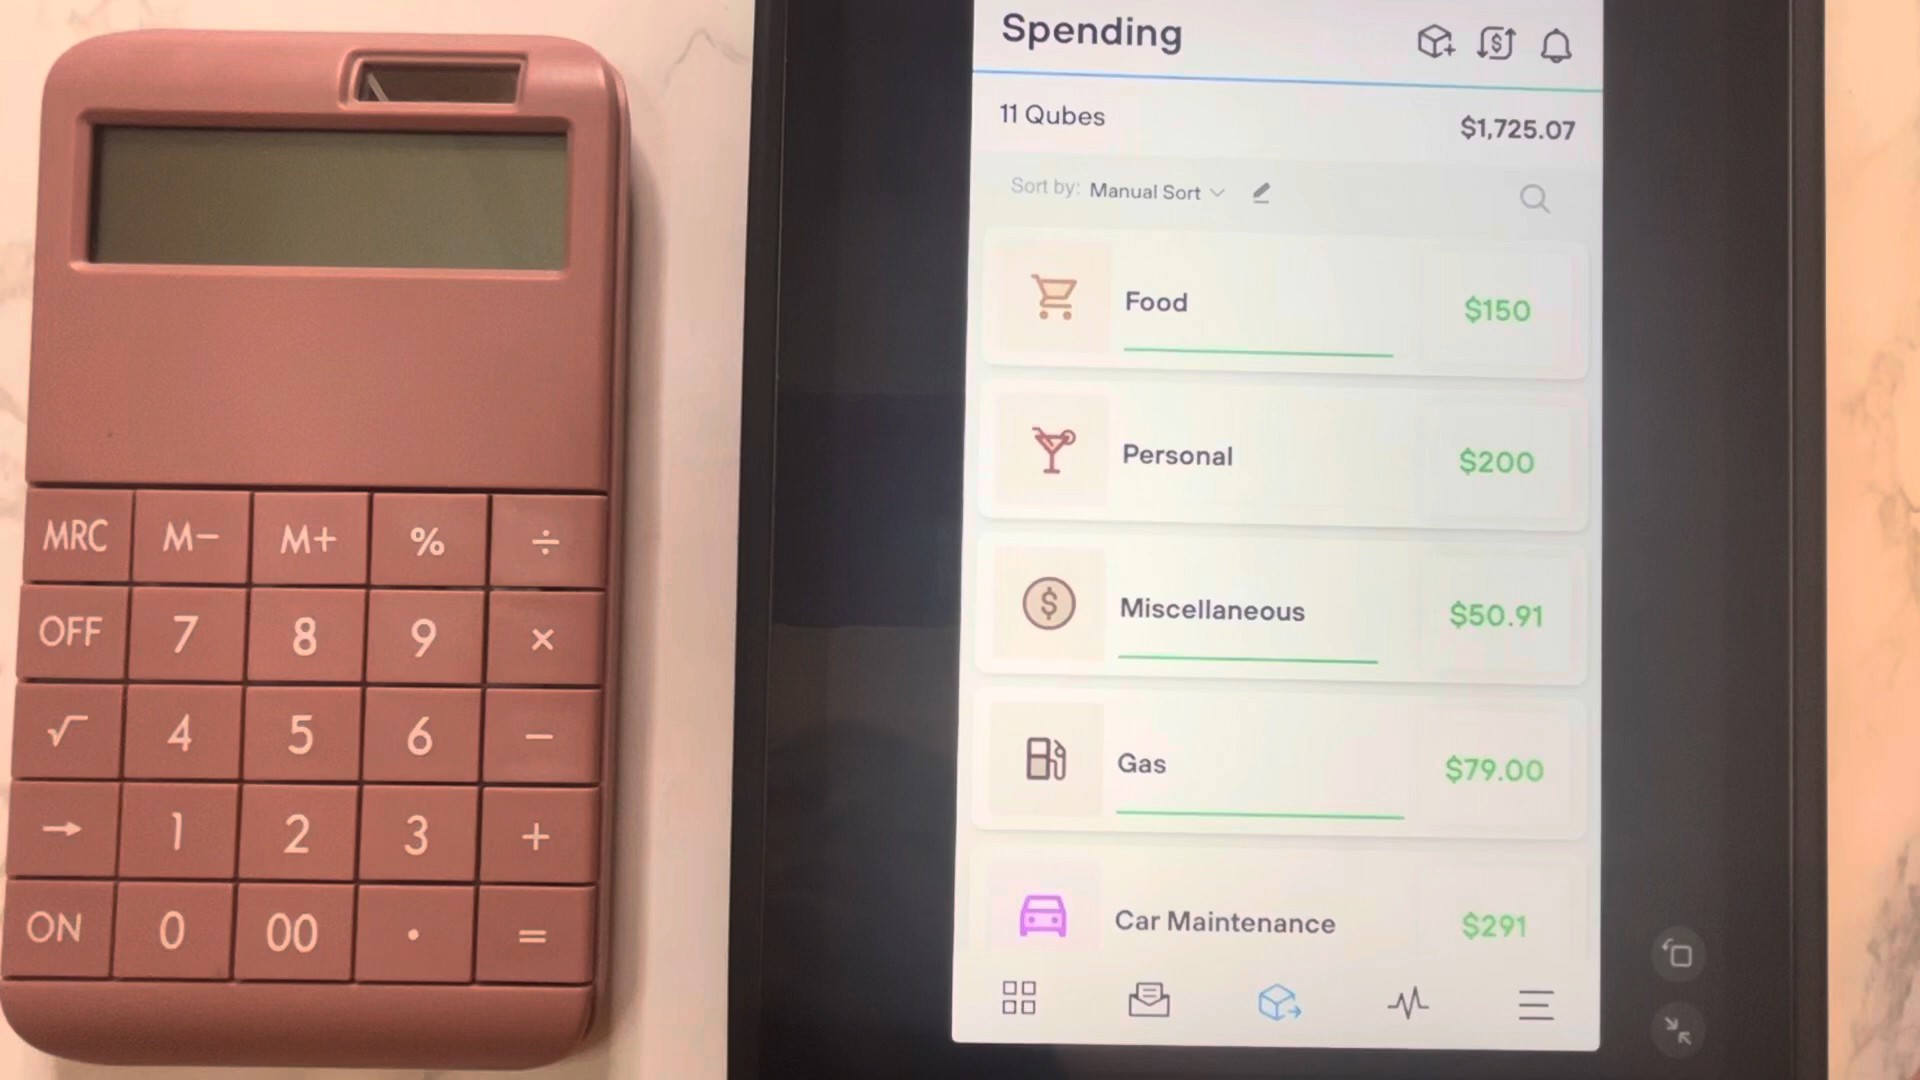 MRC M− M+ % ÷
OFF 7 8 9 ×
√ 4 5 6 −
→ 1 2 3 +
ON 0 00 . =
Spending
11 Qubes $1,725.07
Sort by: Manual Sort
Food $150
Personal $200
Miscellaneous $50.91
Gas $79.00
Car Maintenance $291